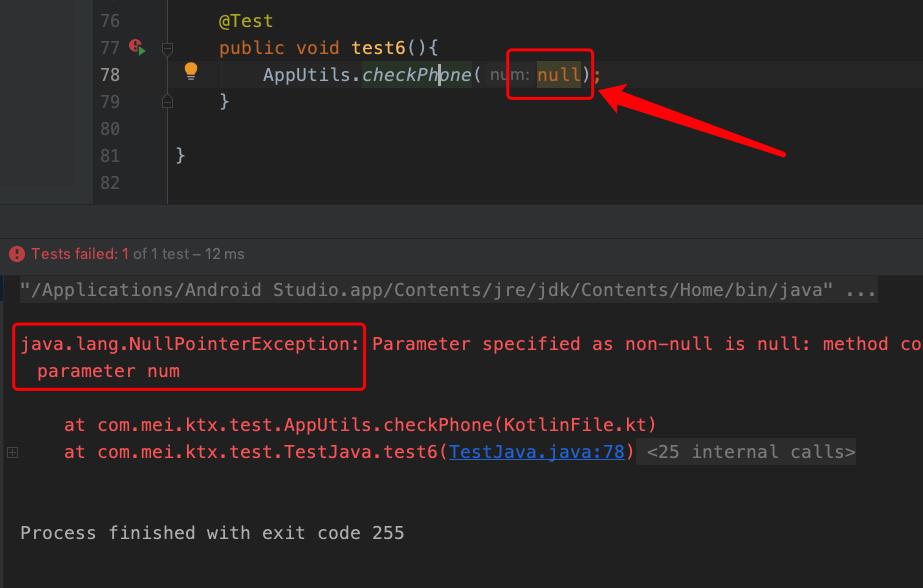 76 @Test
77 public void test6(){
78 AppUtils.checkPhone( num: null);
79 }
80
81 }
82
Tests failed: 1 of 1 test – 12 ms
"/Applications/Android Studio.app/Contents/jre/jdk/Contents/Home/bin/java" ...
java.lang.NullPointerException: Parameter specified as non-null is null: method co
parameter num
at com.mei.ktx.test.AppUtils.checkPhone(KotlinFile.kt)
at com.mei.ktx.test.TestJava.test6(TestJava.java:78) <25 internal calls>
Process finished with exit code 255